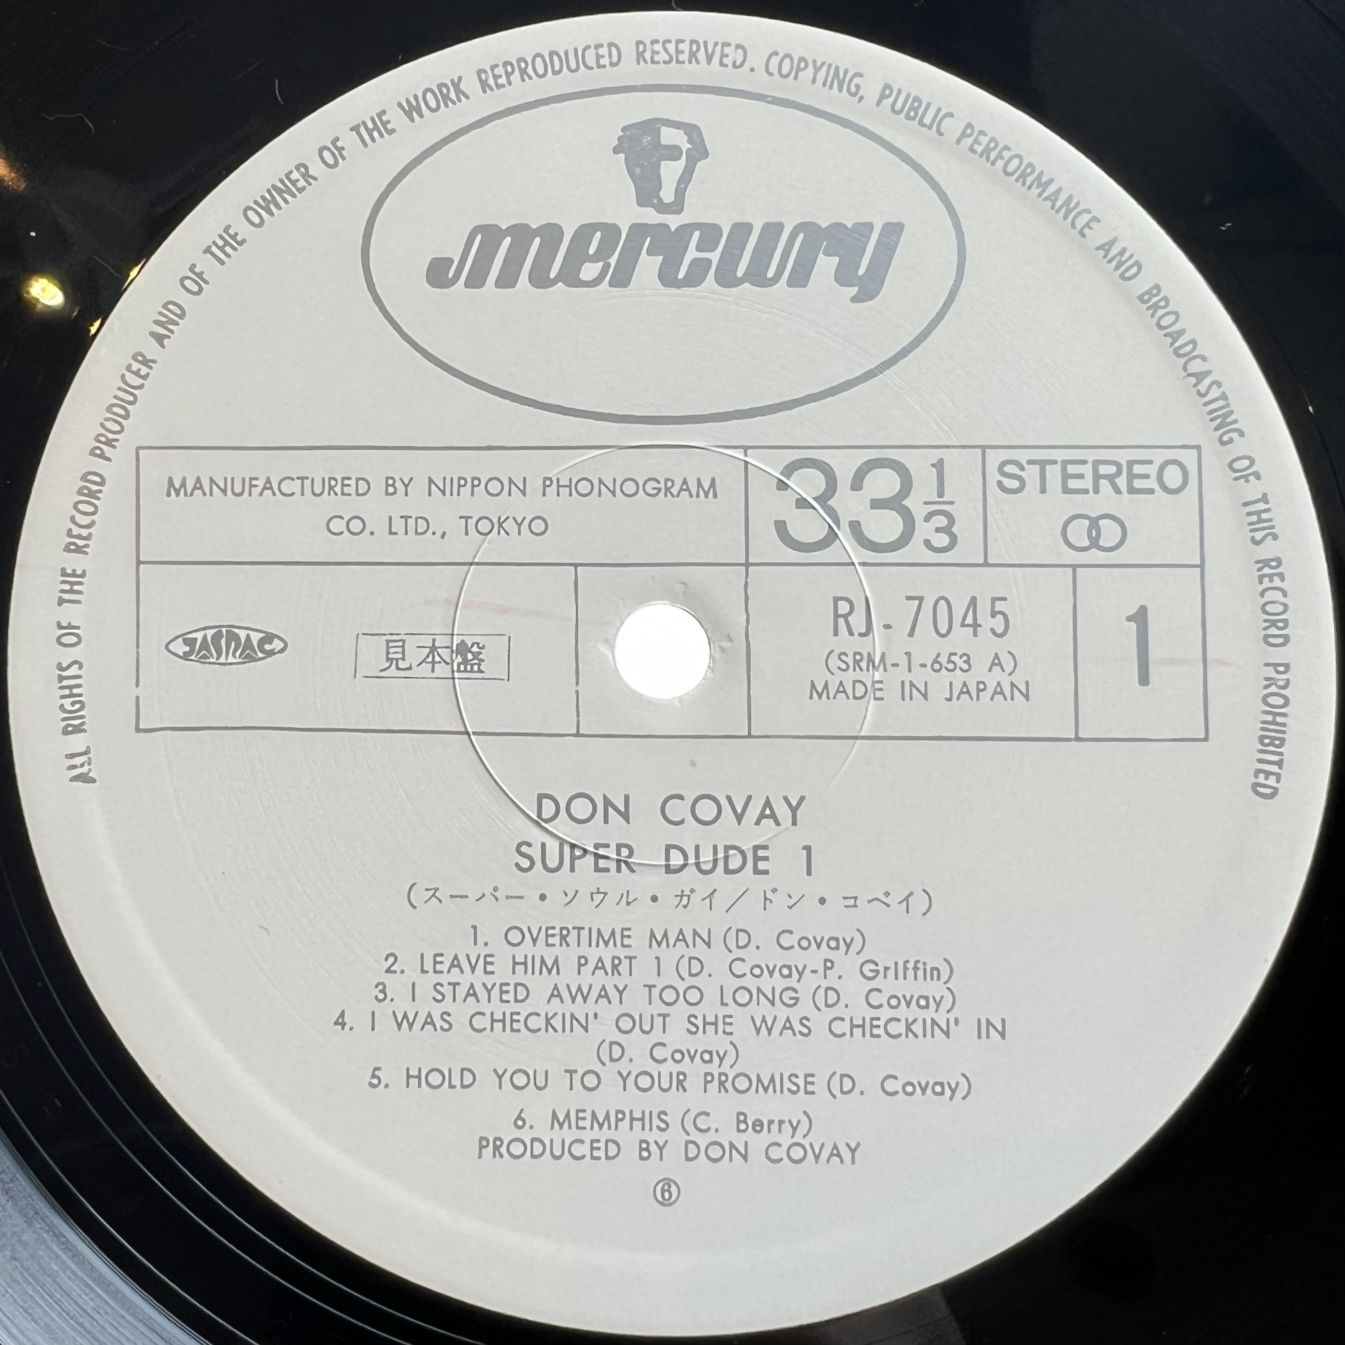 ALL RIGHTS OF THE RECORD PRODUCER AND OF THE OWNER OF THE WORK REPRODUCED RESERVED. COPYING, PUBLIC PERFORMANCE AND BROADCASTING OF THIS RECORD PROHIBITED
mercury
MANUFACTURED BY NIPPON PHONOGRAM
CO. LTD., TOKYO
33 1/3
STEREO
JASRAC
見本盤
RJ-7045
(SRM-1-653 A)
MADE IN JAPAN
1
DON COVAY
SUPER DUDE 1
(スーパー・ソウル・ガイ／ドン・コベイ)
1. OVERTIME MAN (D. Covay)
2. LEAVE HIM PART 1 (D. Covay-P. GrIffin)
3. I STAYED AWAY TOO LONG (D. Covay)
4. I WAS CHECKIN' OUT SHE WAS CHECKIN' IN
(D. Covay)
5. HOLD YOU TO YOUR PROMISE (D. Covay)
6. MEMPHIS (C. Berry)
PRODUCED BY DON COVAY
⑥